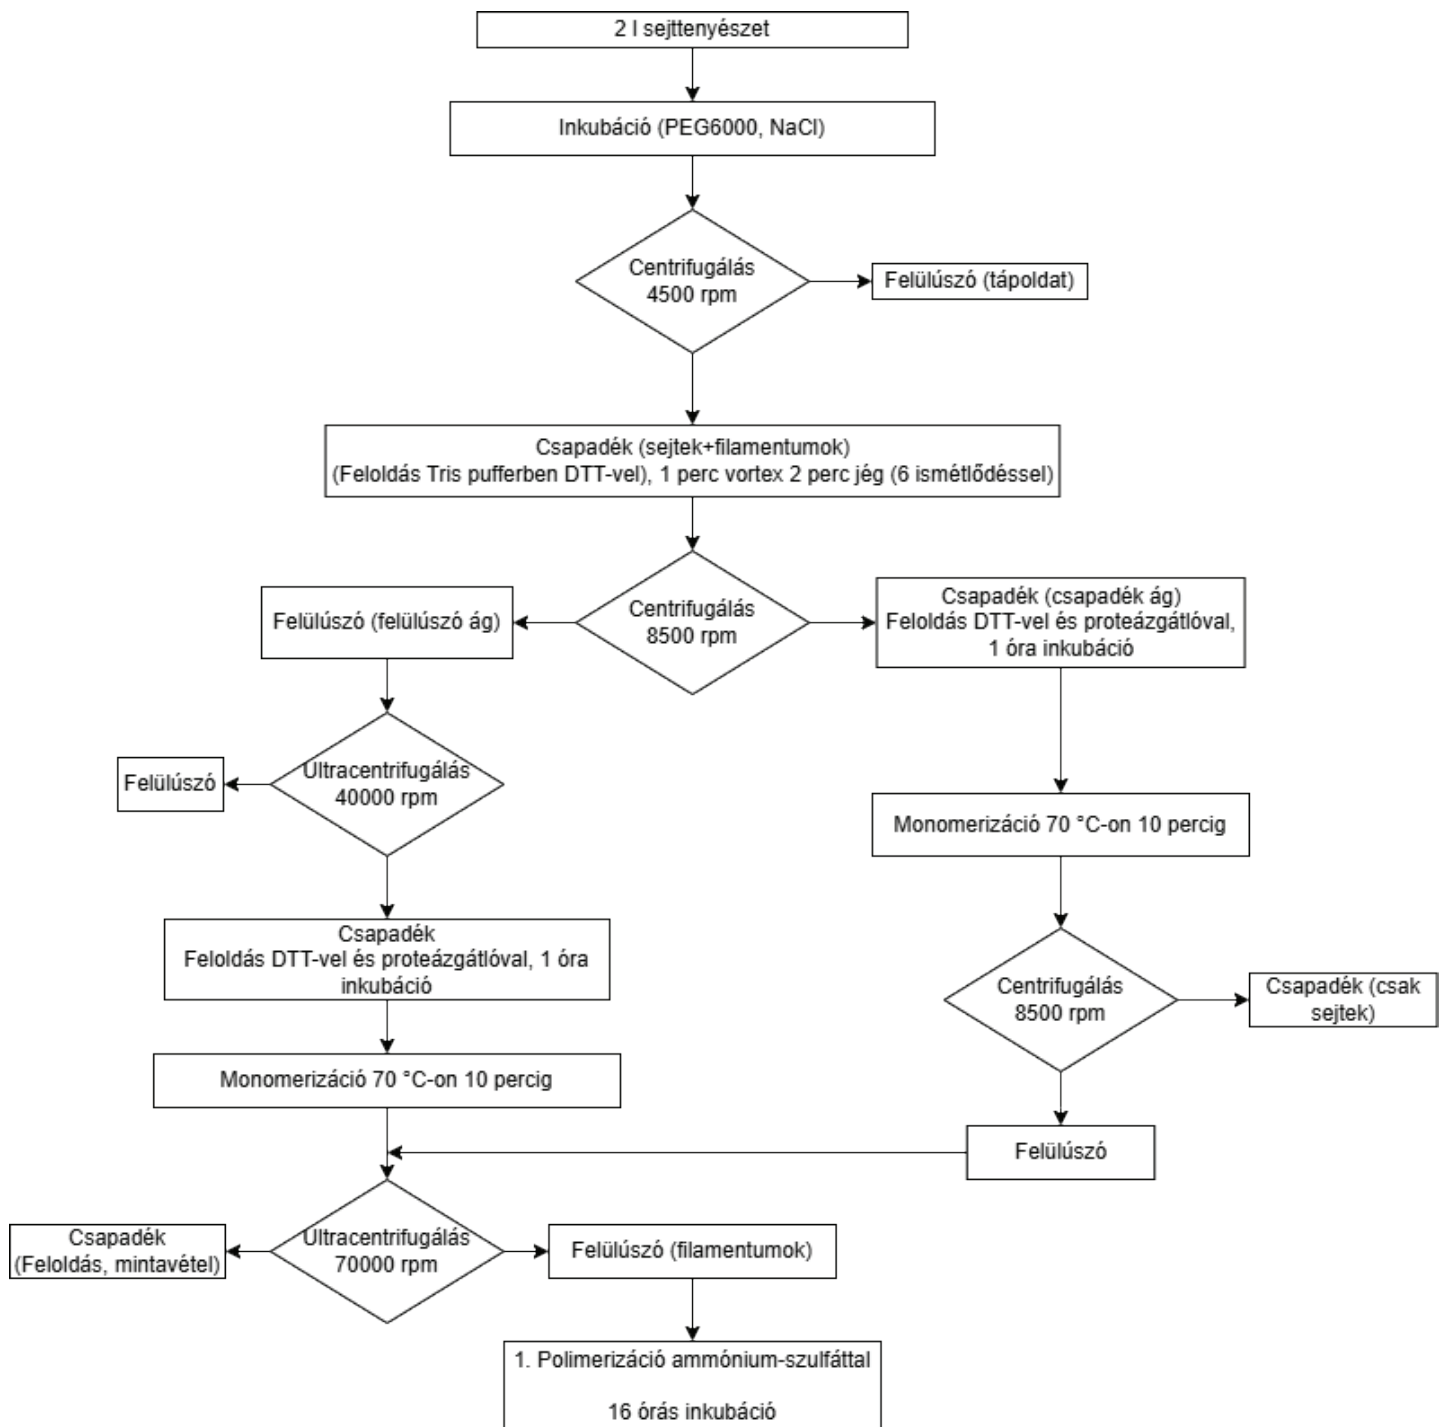 2 l sejttenyészet
Inkubáció (PEG6000, NaCl)
Centrifugálás
4500 rpm
Felülúszó (tápoldat)
Csapadék (sejtek+filamentumok)
(Feloldás Tris pufferben DTT-vel), 1 perc vortex 2 perc jég (6 ismétlődéssel)
Felülúszó (felülúszó ág)
Centrifugálás
8500 rpm
Csapadék (csapadék ág)
Feloldás DTT-vel és proteázgátlóval,
1 óra inkubáció
Felülúszó
Ultracentrifugálás
40000 rpm
Monomerizáció 70 °C-on 10 percig
Csapadék
Feloldás DTT-vel és proteázgátlóval, 1 óra
inkubáció
Centrifugálás
8500 rpm
Csapadék (csak
sejtek)
Monomerizáció 70 °C-on 10 percig
Felülúszó
Csapadék
(Feloldás, mintavétel)
Ultracentrifugálás
70000 rpm
Felülúszó (filamentumok)
1. Polimerizáció ammónium-szulfáttal
16 órás inkubáció